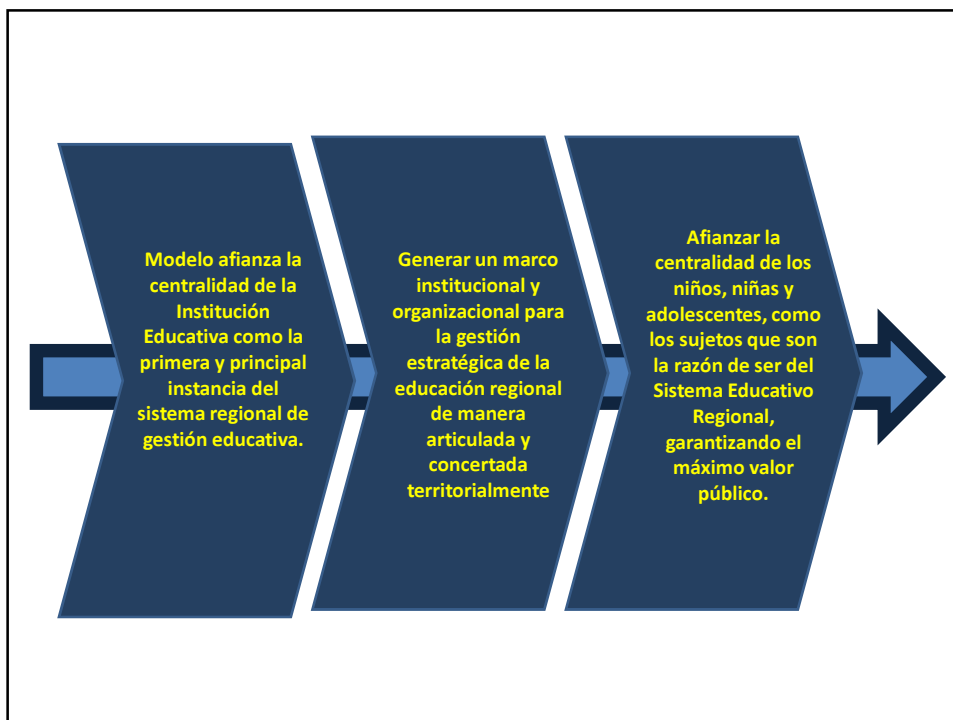 Modelo afianza la
centralidad de la
Institución
Educativa como la
primera y principal
instancia del
sistema regional de
gestión educativa.
Generar un marco
institucional y
organizacional para
la gestión
estratégica de la
educación regional
de manera
articulada y
concertada
territorialmente
Afianzar la
centralidad de los
niños, niñas y
adolescentes, como
los sujetos que son
la razón de ser del
Sistema Educativo
Regional,
garantizando el
máximo valor
público.